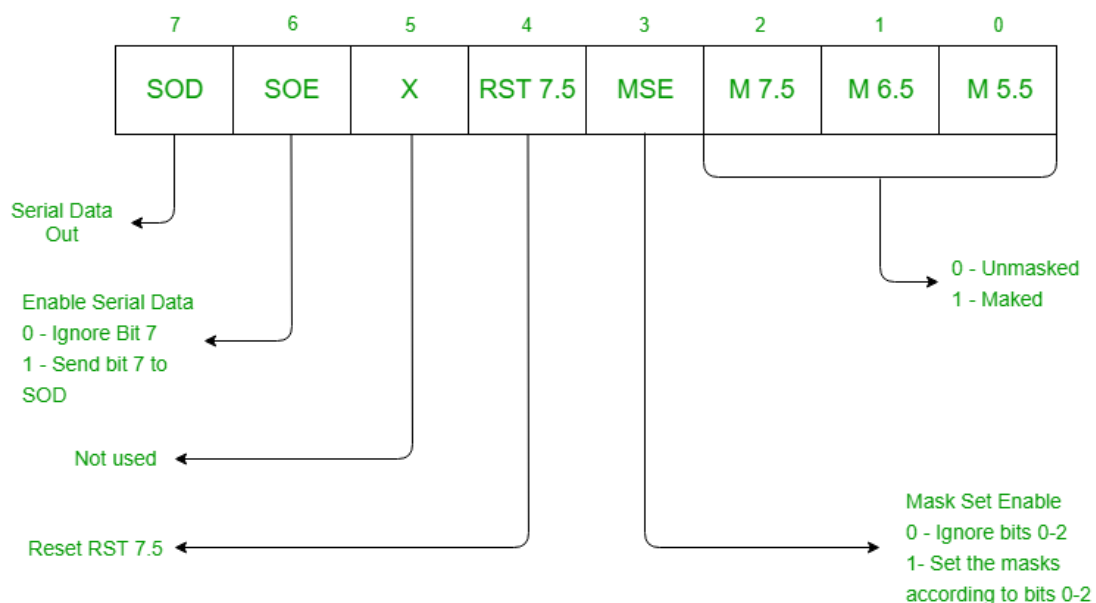 7 6 5 4 3 2 1 0
SOD SOE X RST 7.5 MSE M 7.5 M 6.5 M 5.5
Serial Data
Out
0 - Unmasked
1 - Maked
Enable Serial Data
0 - Ignore Bit 7
1 - Send bit 7 to
SOD
Not used
Reset RST 7.5
Mask Set Enable
0 - Ignore bits 0-2
1- Set the masks
according to bits 0-2